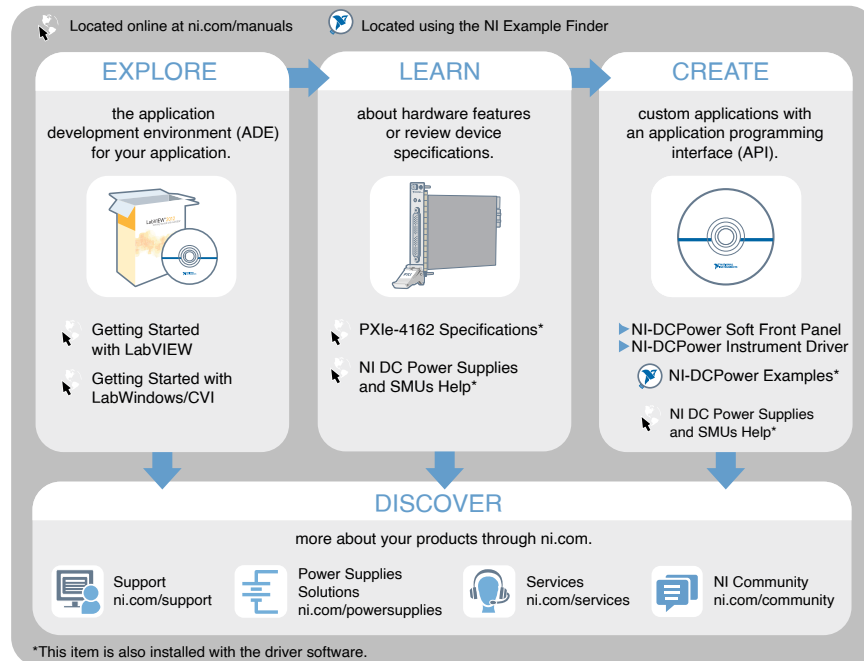 Located online at ni.com/manuals
Located using the NI Example Finder
EXPLORE
the application
development environment (ADE)
for your application.
LabVIEW
Getting Started
with LabVIEW
Getting Started with
LabWindows/CVI
LEARN
about hardware features
or review device
specifications.
PXIe-4162 Specifications*
NI DC Power Supplies
and SMUs Help*
CREATE
custom applications with
an application programming
interface (API).
NI-DCPower Soft Front Panel
NI-DCPower Instrument Driver
NI-DCPower Examples*
NI DC Power Supplies
and SMUs Help*
DISCOVER
more about your products through ni.com.
Support
ni.com/support
Power Supplies
Solutions
ni.com/powersupplies
Services
ni.com/services
NI Community
ni.com/community
*This item is also installed with the driver software.